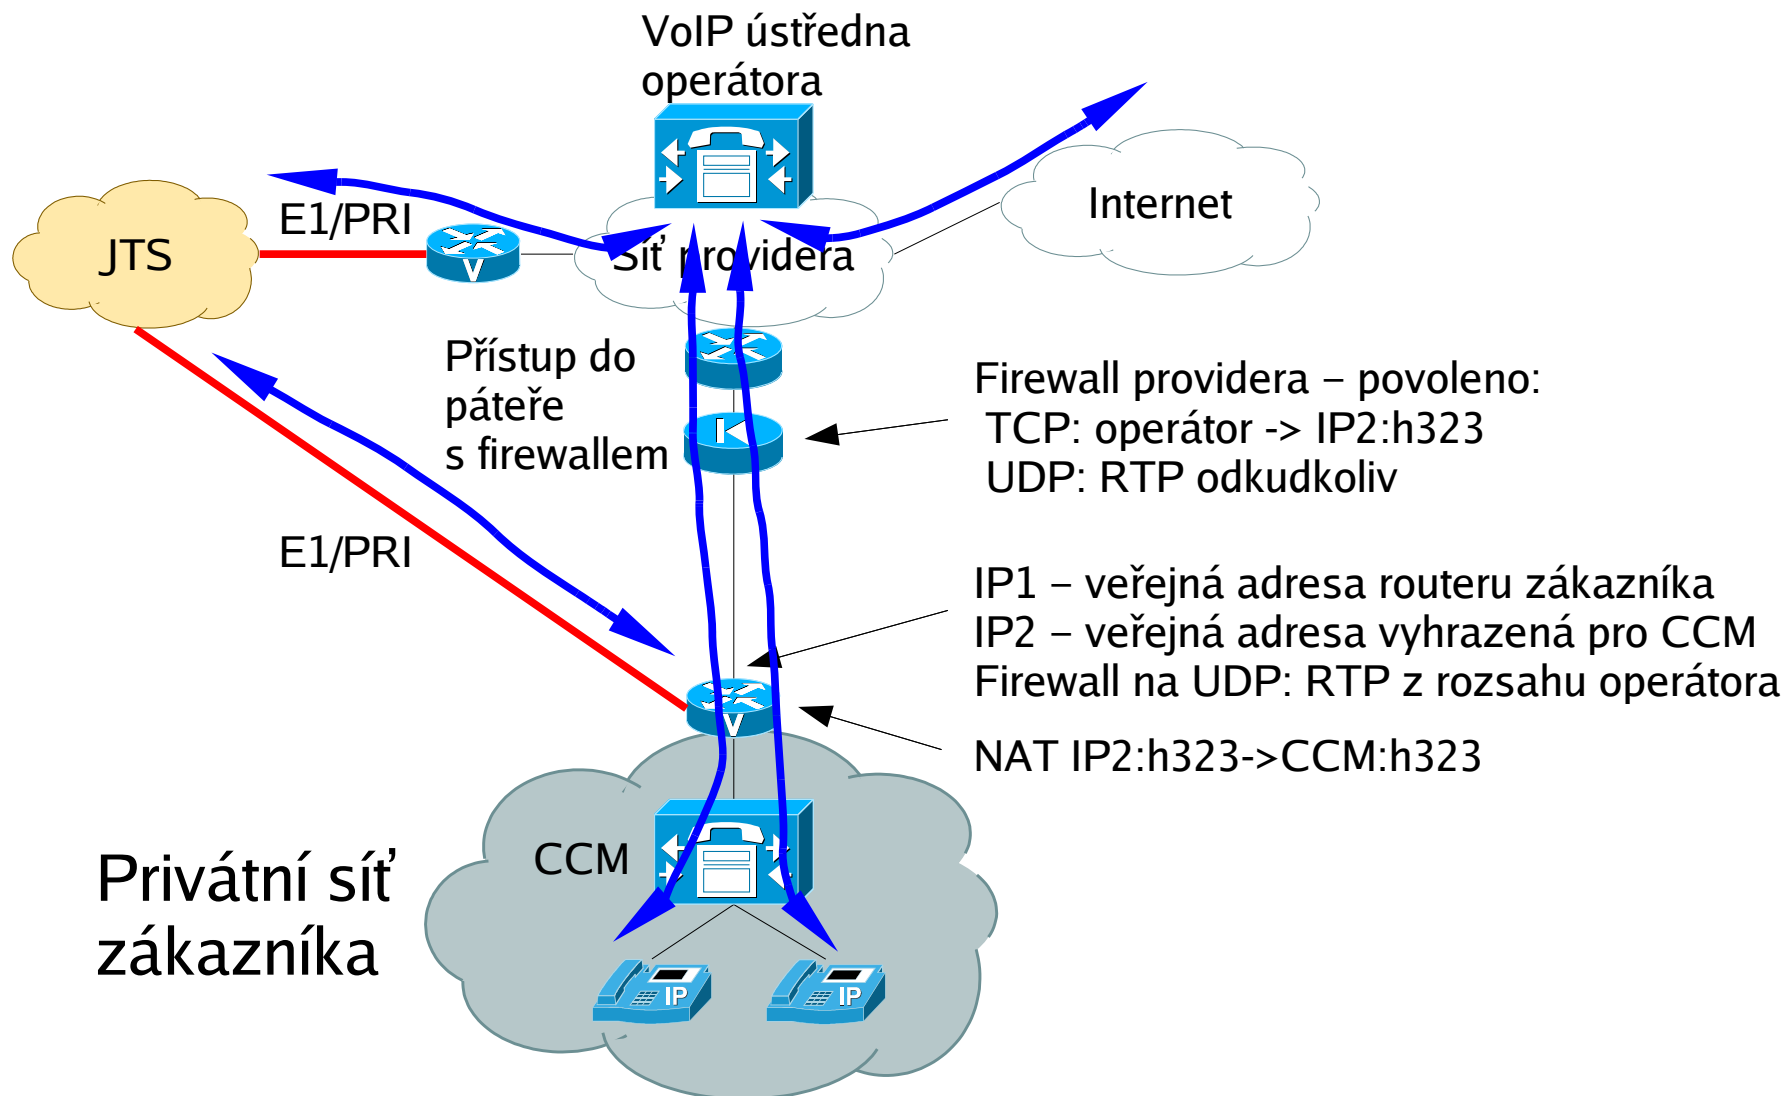 VoIP ústředna
operátora
Internet
E1/PRI
JTS
V
Síť providera
Přístup do
páteře
s firewallem
Firewall providera – povoleno:
TCP: operátor -> IP2:h323
UDP: RTP odkudkoliv
E1/PRI
IP1 – veřejná adresa routeru zákazníka
IP2 – veřejná adresa vyhrazená pro CCM
Firewall na UDP: RTP z rozsahu operátora
V
NAT IP2:h323->CCM:h323
CCM
Privátní síť
zákazníka
IP
IP